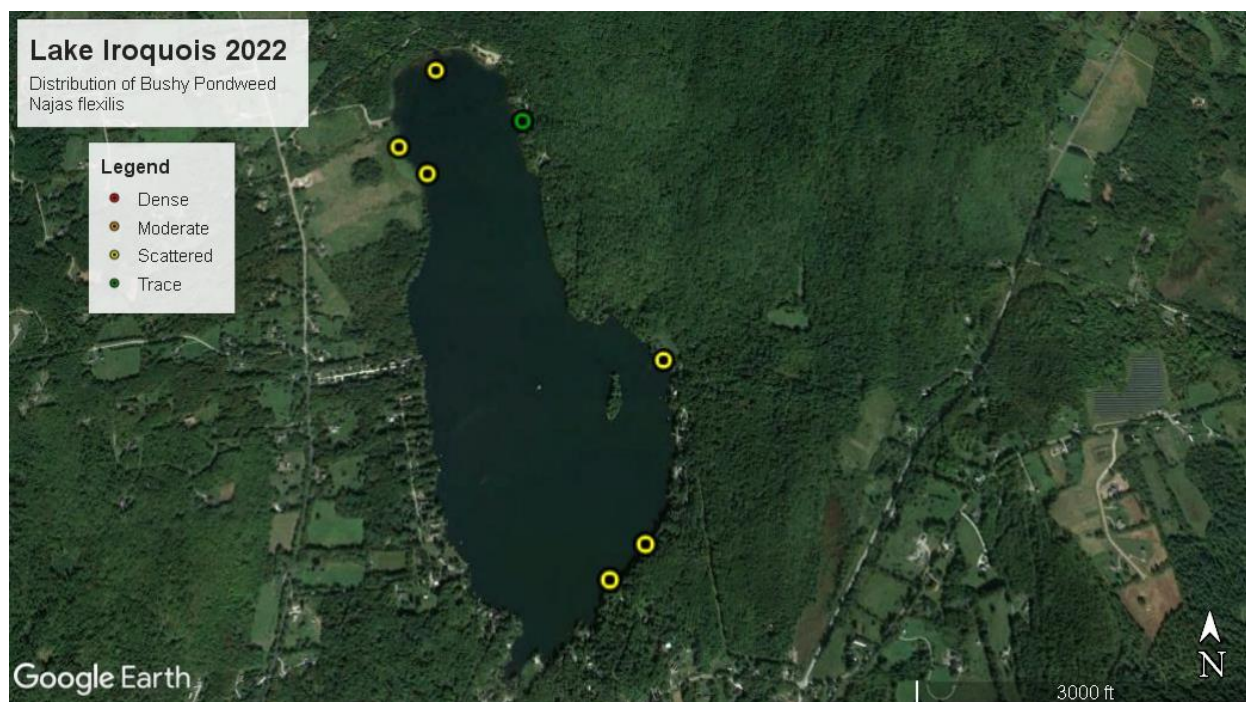 Lake Iroquois 2022
Distribution of Bushy Pondweed
Najas flexilis
Legend
Dense
Moderate
Scattered
Trace
Google Earth
N
3000 ft